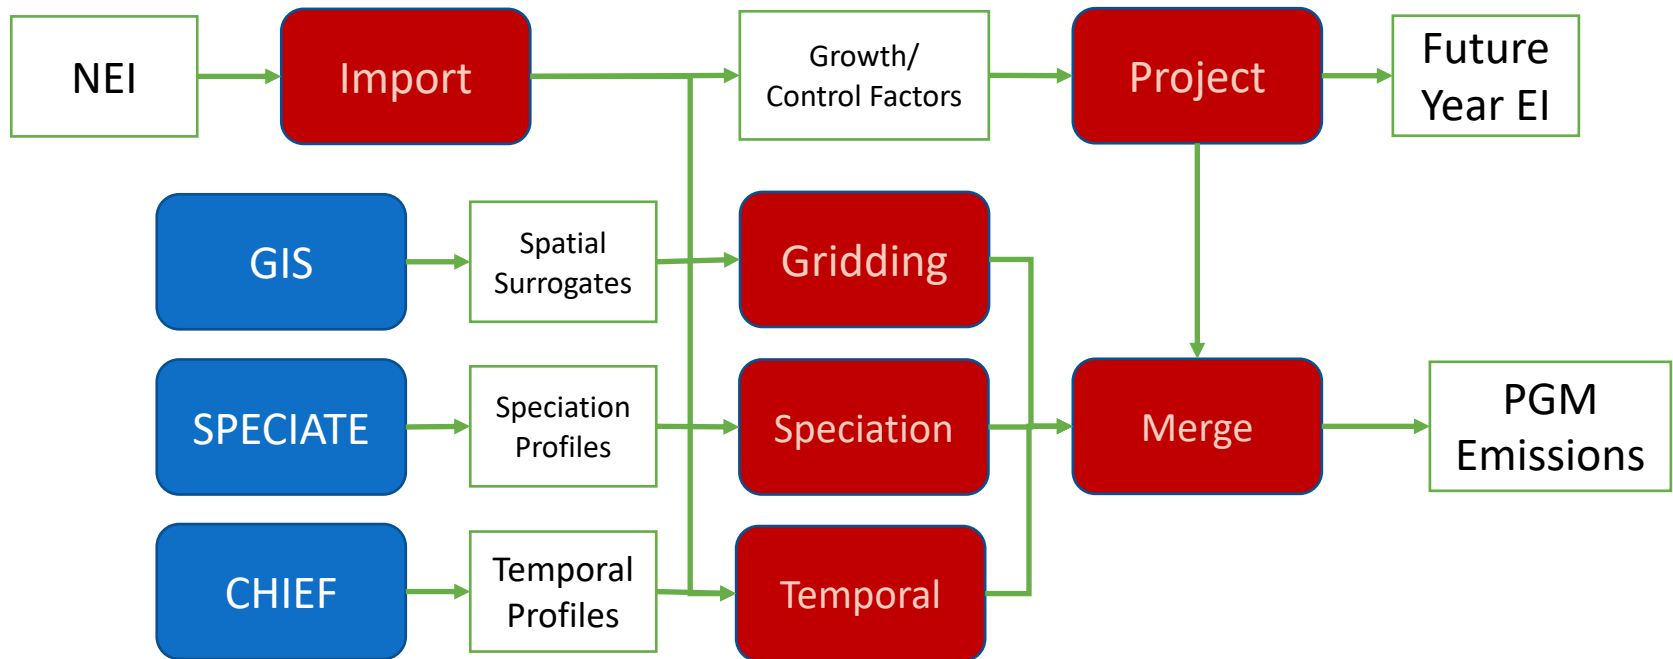 NEI
Import
Growth/
Control Factors
Project
Future
Year EI
GIS
Spatial
Surrogates
Gridding
SPECIATE
Speciation
Profiles
Speciation
Merge
PGM
Emissions
CHIEF
Temporal
Profiles
Temporal